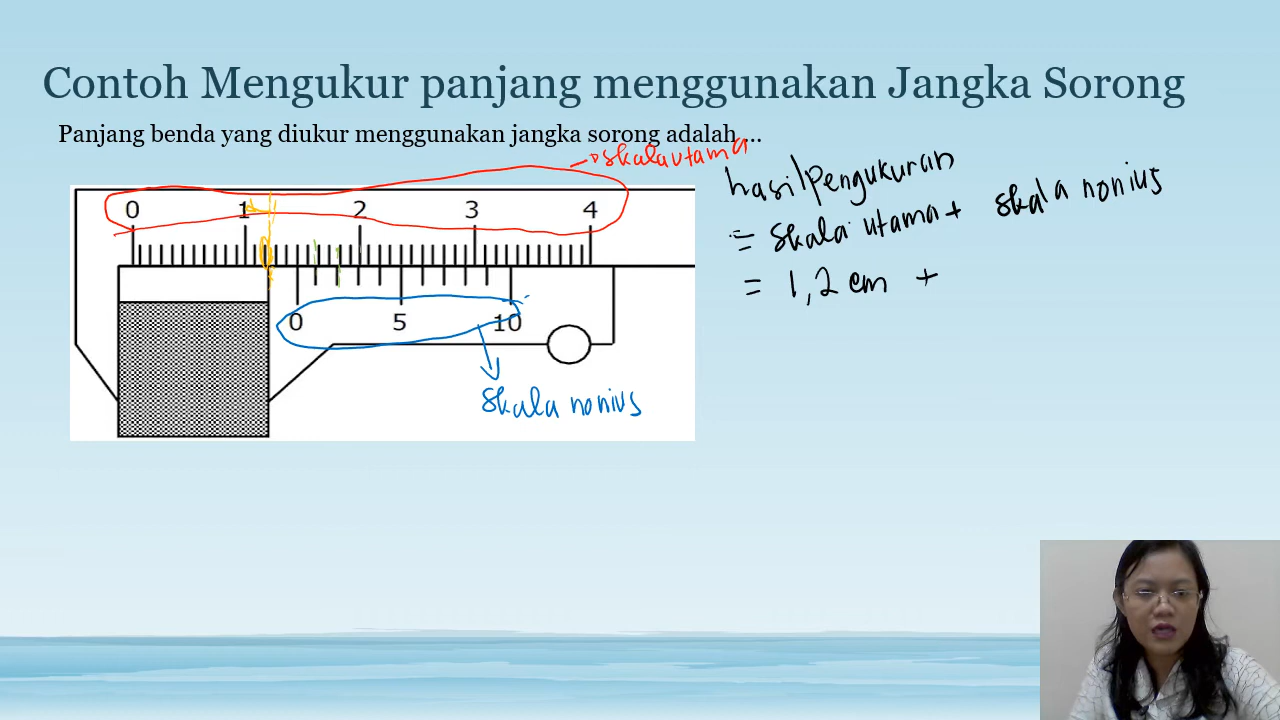 Contoh Mengukur panjang menggunakan Jangka Sorong
Panjang benda yang diukur menggunakan jangka sorong adalah ...
skala utama
0 1 2 3 4
0 5 10
skala nonius
hasil pengukuran
= skala utama + skala nonius
= 1,2 cm +